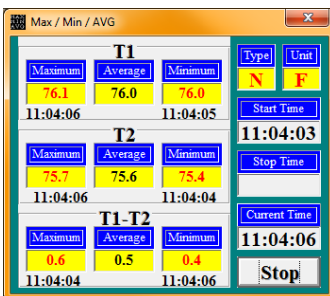 MAX MIN AVG
Max / Min / AVG
T1
Maximum Average Minimum
76.1 76.0 76.0
11:04:06 11:04:05
T2
Maximum Average Minimum
75.7 75.6 75.4
11:04:06 11:04:04
T1-T2
Maximum Average Minimum
0.6 0.5 0.4
11:04:04 11:04:06
Type Unit
N F
Start Time
11:04:03
Stop Time
Current Time
11:04:06
Stop